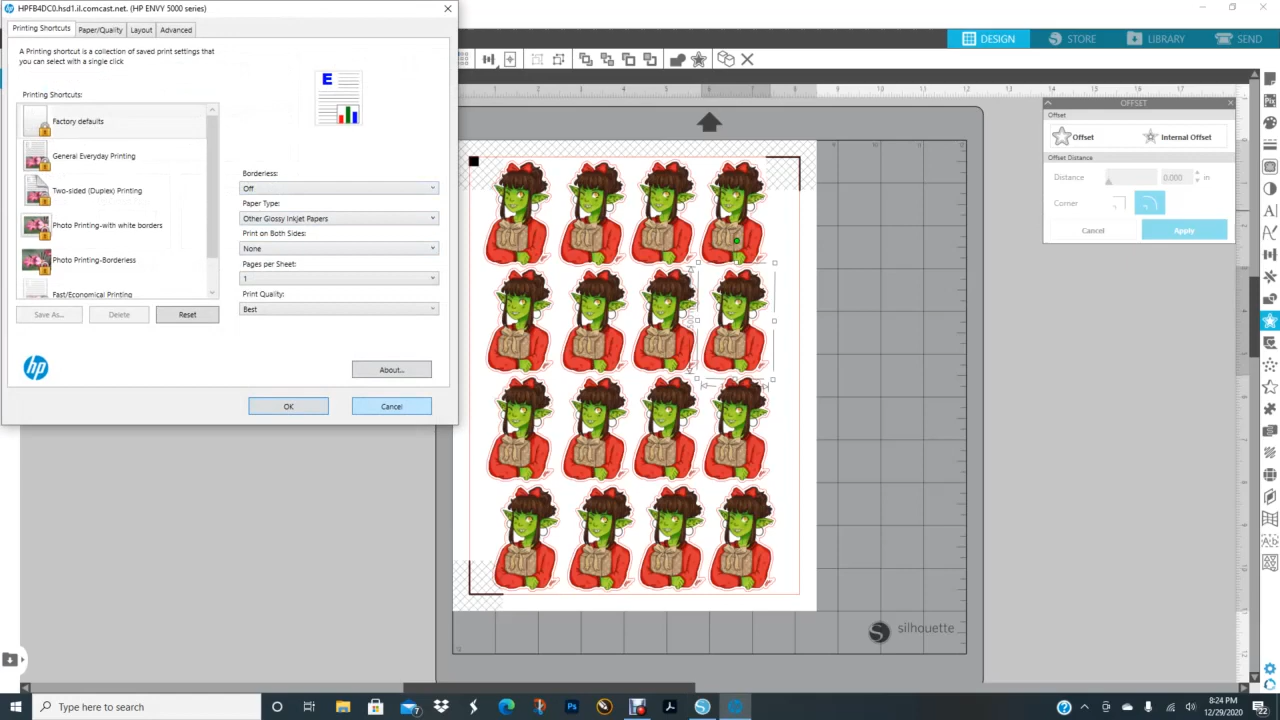 HPFB4DC0.hsd1.il.comcast.net. (HP ENVY 5000 series)
Printing Shortcuts
Paper/Quality
Layout
Advanced
A Printing shortcut is a collection of saved print settings that
you can select with a single click.
Printing Shortcuts:
Factory defaults
General Everyday Printing
Two-sided (Duplex) Printing
Photo Printing-with white borders
Photo Printing-Borderless
Fast/Economical Printing
Save As...
Delete
Reset
E
Borderless:
Off
Paper Type:
Other Glossy Inkjet Papers
Print on Both Sides:
None
Pages per Sheet:
1
Print Quality:
Best
hp
About...
OK
Cancel
DESIGN
STORE
LIBRARY
SEND
OFFSET
Offset
Offset
Internal Offset
Offset Distance
Distance
0.000
in
Corner
Cancel
Apply
silhouette
Type here to search
8:24 PM
12/29/2020